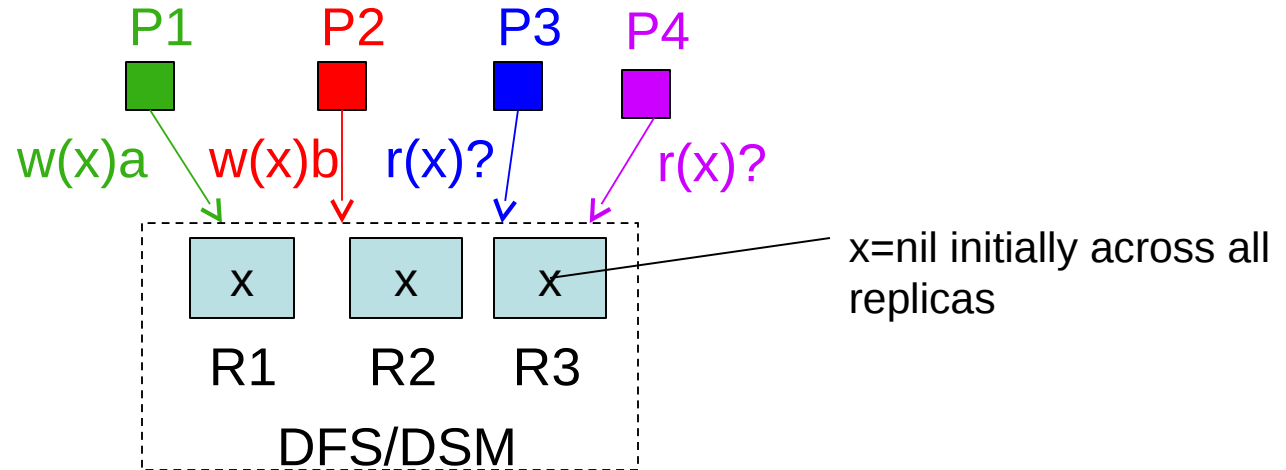 P1 P2 P3 P4
w(x)a w(x)b r(x)? r(x)?
x x x
x=nil initially across all
replicas
R1 R2 R3
DFS/DSM